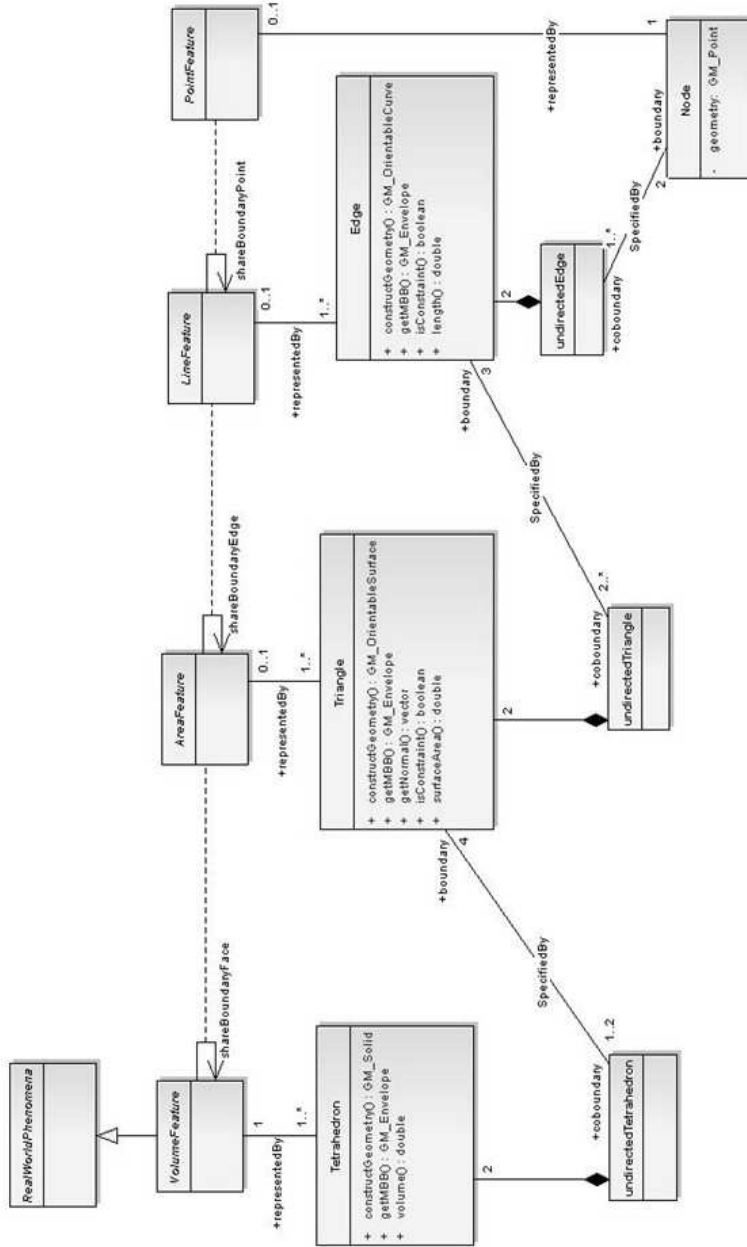 RealWorldPhenomena
VolumeFeature
shareBoundaryFace
AreaFeature
shareBoundaryEdge
LineFeature
shareBoundaryPoint
PointFeature
1
+representedBy
1..*
0..1
+representedBy
1..*
0..1
+representedBy
1..*
0..1
+representedBy
1
Tetrahedron
+ constructGeometry() : GM_Solid
+ getMBB() : GM_Envelope
+ volume() : double
Triangle
+ constructGeometry() : GM_OrientableSurface
+ getMBB() : GM_Envelope
+ getNormal() : vector
+ isConstraint() : boolean
+ surfaceArea() : double
Edge
+ constructGeometry() : GM_OrientableCurve
+ getMBB() : GM_Envelope
+ isConstraint() : boolean
+ length() : double
2
+boundary
4
SpecifiedBy
1..2
+coboundary
undirectedTetrahedron
2
+boundary
3
SpecifiedBy
2..*
+coboundary
undirectedTriangle
2
undirectedEdge
1..*
+coboundary
SpecifiedBy
+boundary
2
Node
- geometry: GM_Point